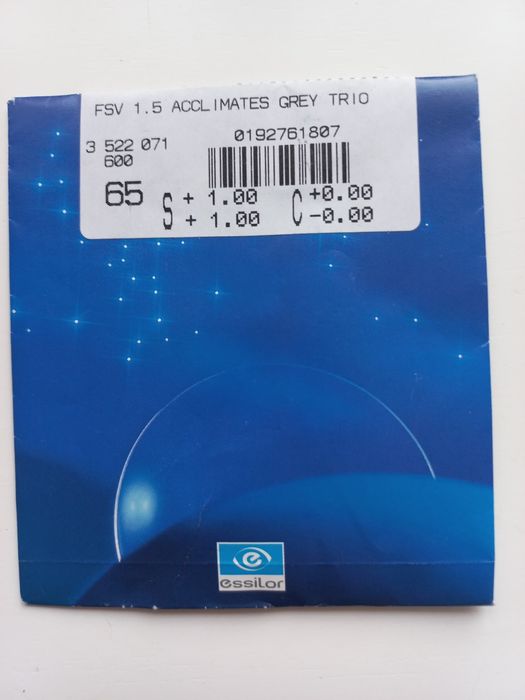 FSV 1.5 ACCLIMATES GREY TRIO
3 522 071
600
0192761807
65 S + 1.00 C +0.00
+ 1.00 -0.00
essilor